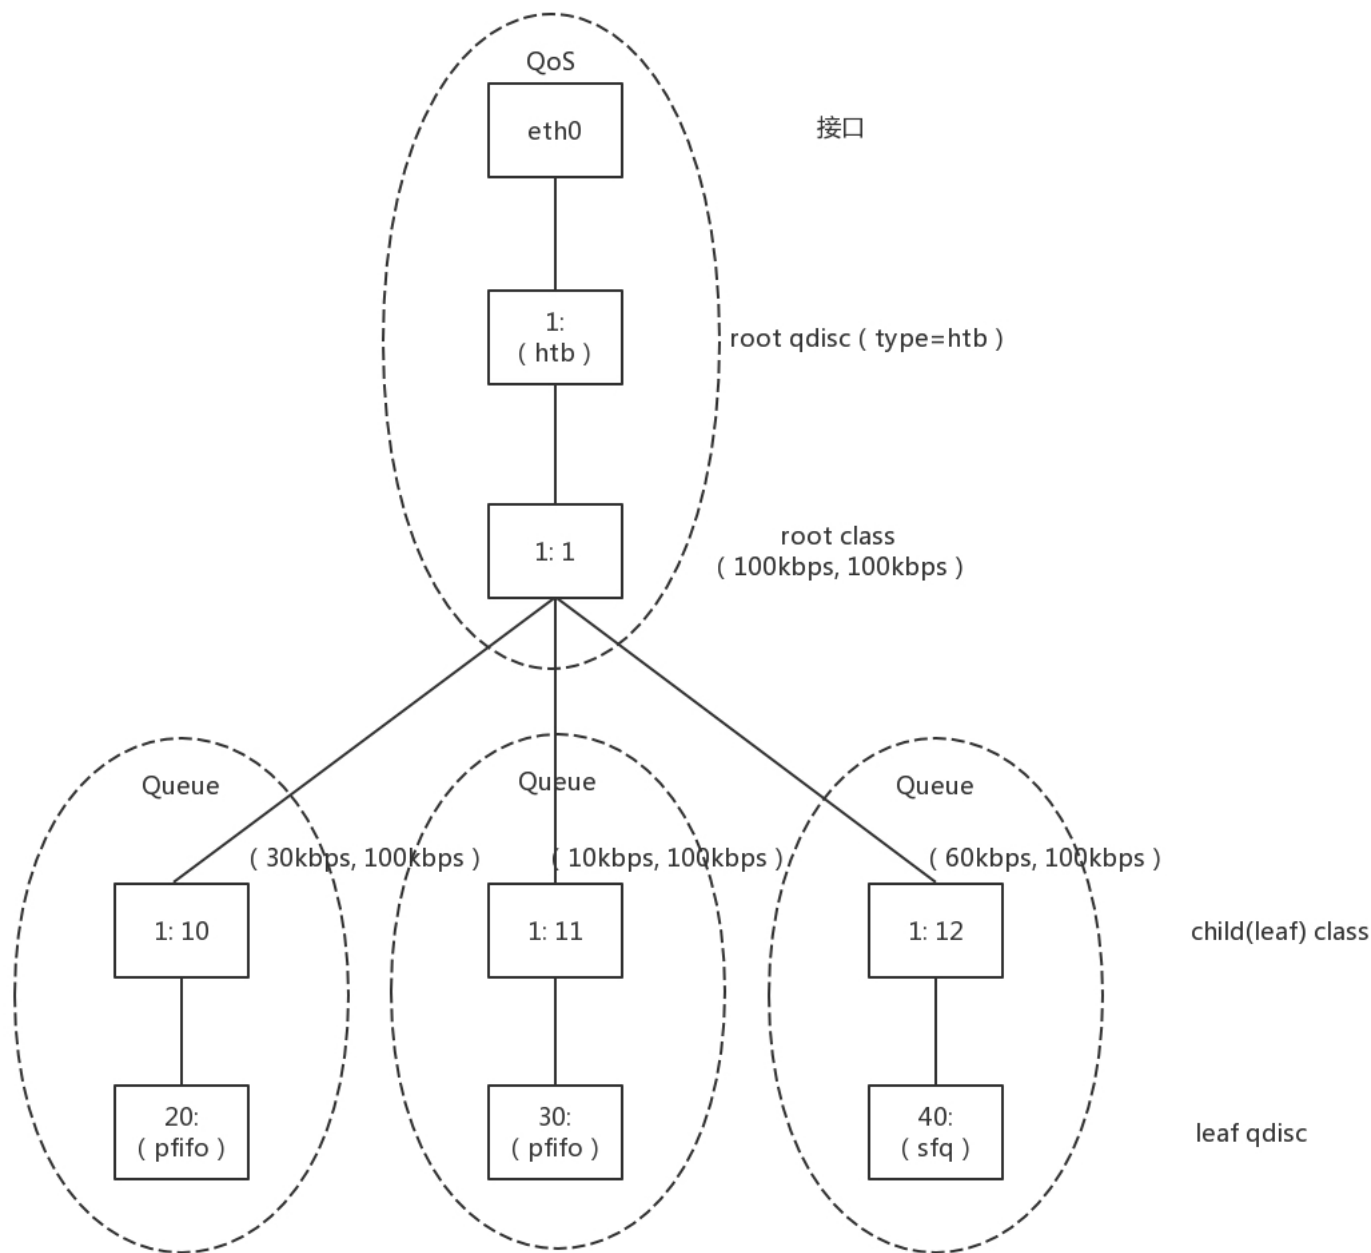 QoS
eth0
接口
1:
( htb )
root qdisc ( type=htb )
1: 1
root class
( 100kbps, 100kbps )
Queue
Queue
Queue
( 30kbps, 100kbps )
( 10kbps, 100kbps )
( 60kbps, 100kbps )
1: 10
1: 11
1: 12
child(leaf) class
20:
( pfifo )
30:
( pfifo )
40:
( sfq )
leaf qdisc